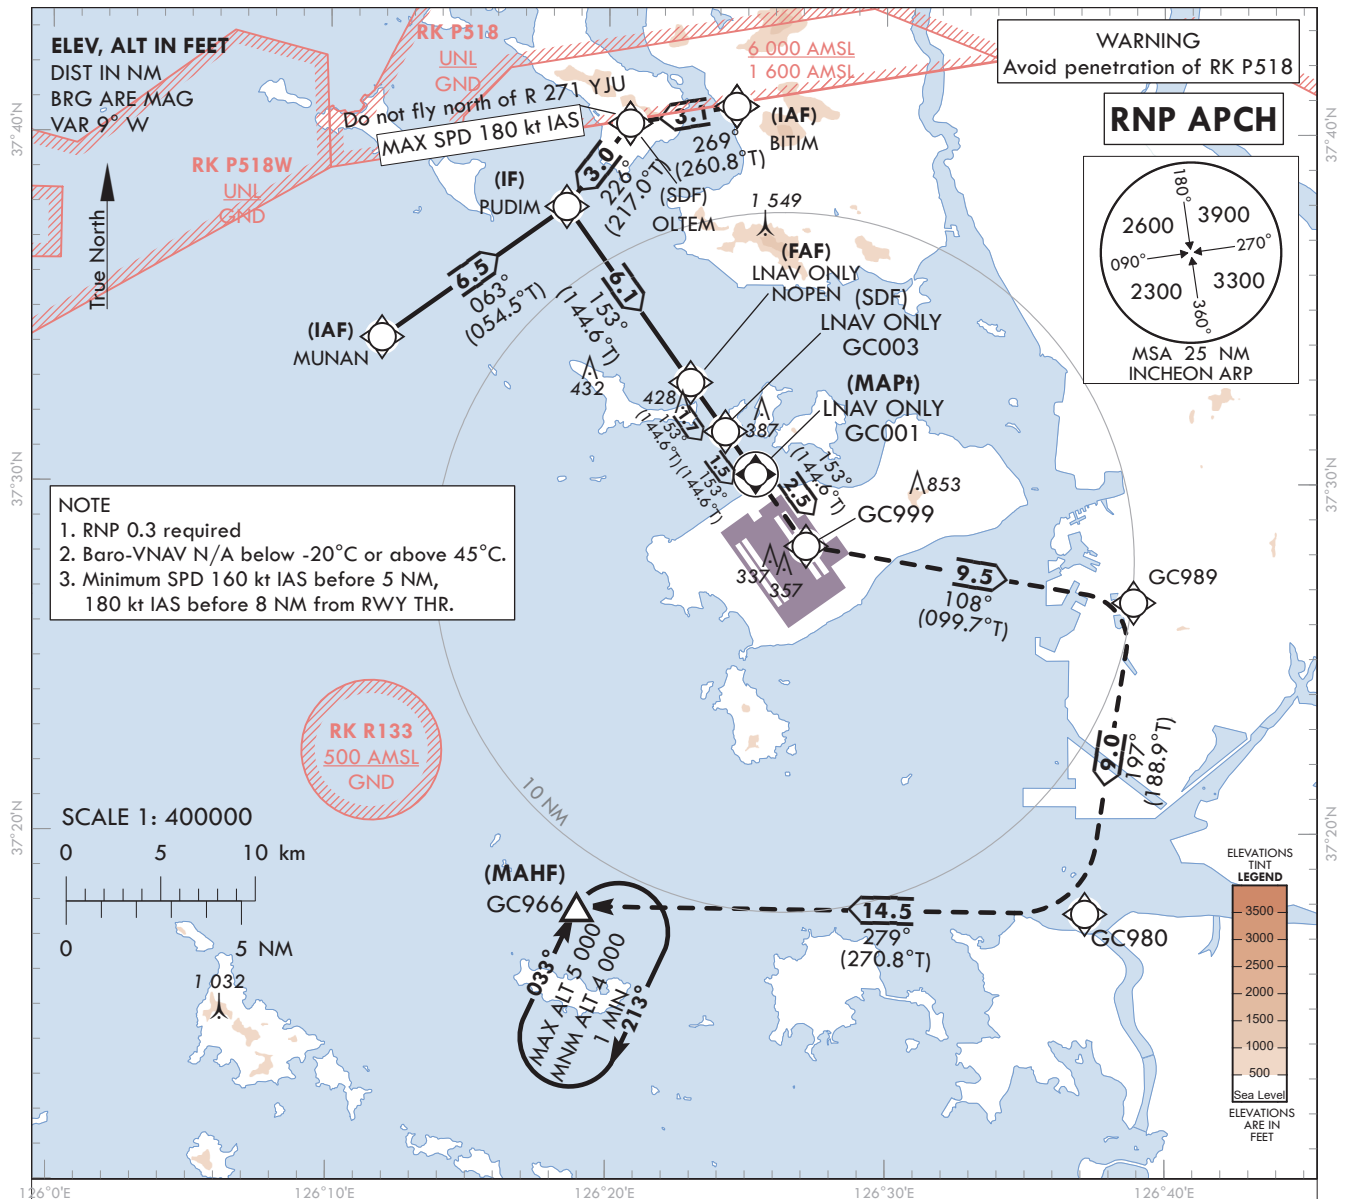 ELEV, ALT IN FEET
DIST IN NM
BRG ARE MAG
VAR 9° W
RK P518
UNL
GND
6 000 AMSL
1 600 AMSL
WARNING
Avoid penetration of RK P518
RNP APCH
Do not fly north of R 271 YJU
MAX SPD 180 kt IAS
RK P518W
UNL
GND
True North
3.1
269°
(260.8°T)
(IAF)
BITIM
3.0
226°
(217.0°T)
(SDF)
OLTEM
(IF)
PUDIM
1 549
(FAF)
LNAV ONLY
NOPEN
(SDF)
LNAV ONLY
GC003
(MAPt)
LNAV ONLY
GC001
6.5
063°
(054.5°T)
(IAF)
MUNAN
6.1
153°
(144.6°T)
432
428
387
1.7
153°
(144.6°T)
1.5
153°
(144.6°T)
2.5
153°
(144.6°T)
853
GC999
337
357
180°
2600
3900
270°
090°
2300
3300
360°
MSA 25 NM
INCHEON ARP
NOTE
1. RNP 0.3 required
2. Baro-VNAV N/A below -20°C or above 45°C.
3. Minimum SPD 160 kt IAS before 5 NM,
180 kt IAS before 8 NM from RWY THR.
9.5
108°
(099.7°T)
GC989
9.0
197°
(188.9°T)
RK R133
500 AMSL
GND
10 NM
SCALE 1: 400000
0 5 10 km
0 5 NM
(MAHF)
GC966
14.5
279°
(270.8°T)
GC980
033°
MAX ALT 5 000
MNM ALT 4 000
1 MIN
213°
1 032
ELEVATIONS
TINT
LEGEND
3500
3000
2500
2000
1500
1000
500
Sea Level
ELEVATIONS
ARE IN
FEET
37°40'N
37°30'N
37°20'N
37°40'N
37°30'N
37°20'N
126°0'E
126°10'E
126°20'E
126°30'E
126°40'E